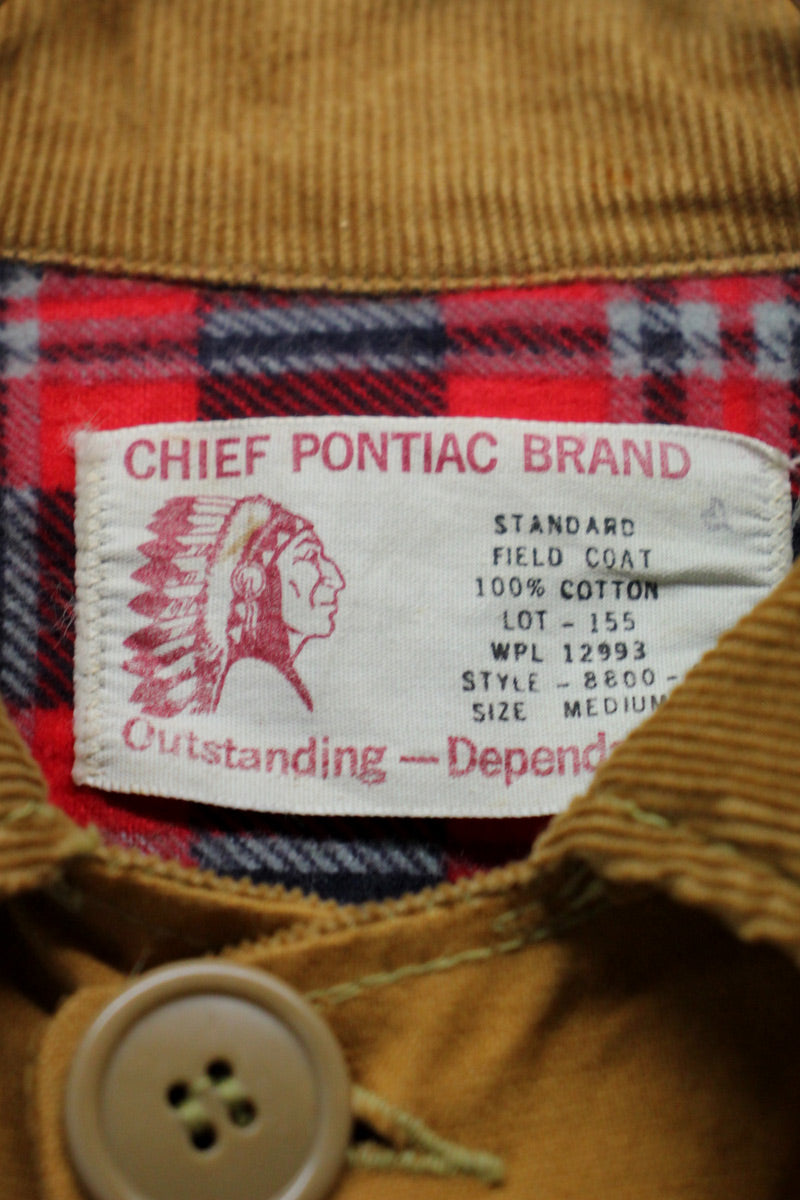 CHIEF PONTIAC BRAND
STANDARD
FIELD COAT
100% COTTON
LOT - 155
WPL 12993
STYLE - 8800 -
SIZE MEDIUM
Outstanding — Depend